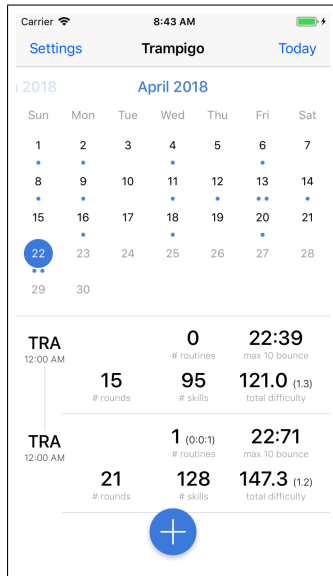 Carrier 8:43 AM
Settings Trampigo Today
2018 April 2018
Sun Mon Tue Wed Thu Fri Sat
1 2 3 4 5 6 7
8 9 10 11 12 13 14
15 16 17 18 19 20 21
22 23 24 25 26 27 28
29 30
TRA 0 22:39
12:00 AM # routines max 10 bounce
15 95 121.0 (1.3)
# rounds # skills total difficulty
TRA 1 (0:0:1) 22:71
12:00 AM # routines max 10 bounce
21 128 147.3 (1.2)
# rounds # skills total difficulty